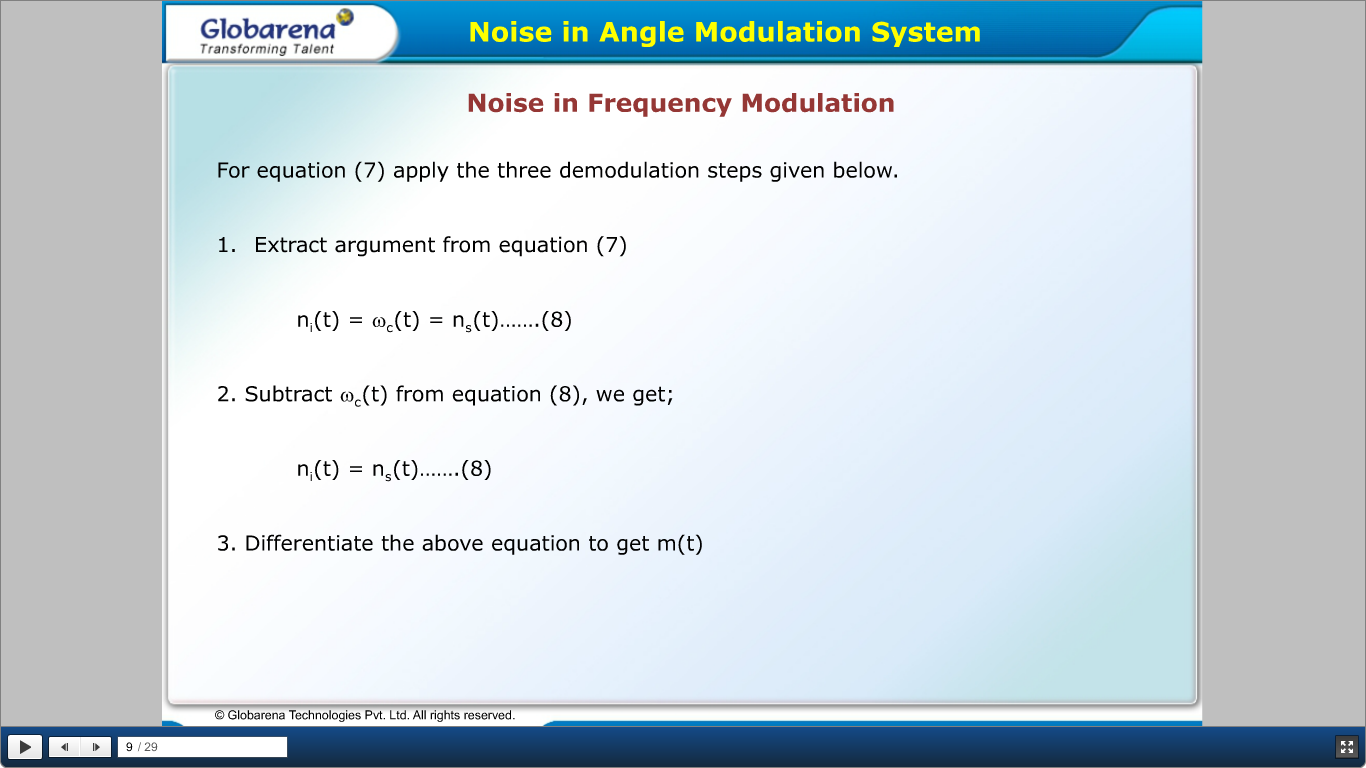 Globarena
Transforming Talent
Noise in Angle Modulation System
Noise in Frequency Modulation
For equation (7) apply the three demodulation steps given below.
1. Extract argument from equation (7)
nᵢ(t) = ω_c(t) = nₛ(t).......(8)
2. Subtract ω_c(t) from equation (8), we get;
nᵢ(t) = nₛ(t).......(8)
3. Differentiate the above equation to get m(t)
© Globarena Technologies Pvt. Ltd. All rights reserved.
9 / 29